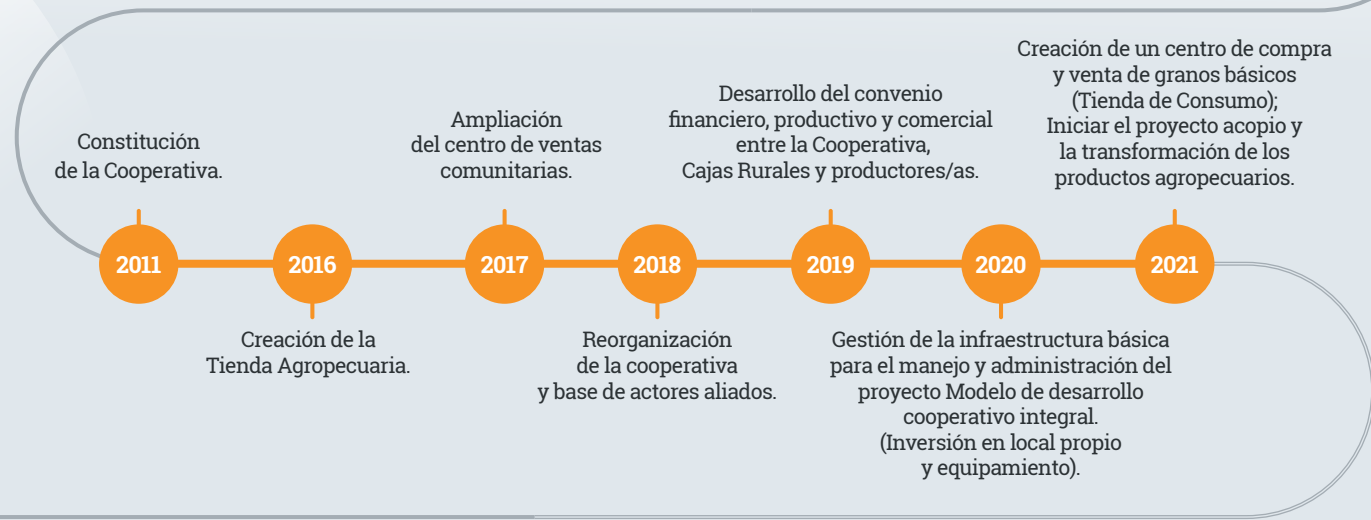 2011
Constitución
de la Cooperativa.
2016
Creación de la
Tienda Agropecuaria.
2017
Ampliación
del centro de ventas
comunitarias.
2018
Reorganización
de la cooperativa
y base de actores aliados.
2019
Desarrollo del convenio
financiero, productivo y comercial
entre la Cooperativa,
Cajas Rurales y productores/as.
2020
Gestión de la infraestructura básica
para el manejo y administración del
proyecto Modelo de desarrollo
cooperativo integral.
(Inversión en local propio
y equipamiento).
2021
Creación de un centro de compra
y venta de granos básicos
(Tienda de Consumo);
Iniciar el proyecto acopio y
la transformación de los
productos agropecuarios.